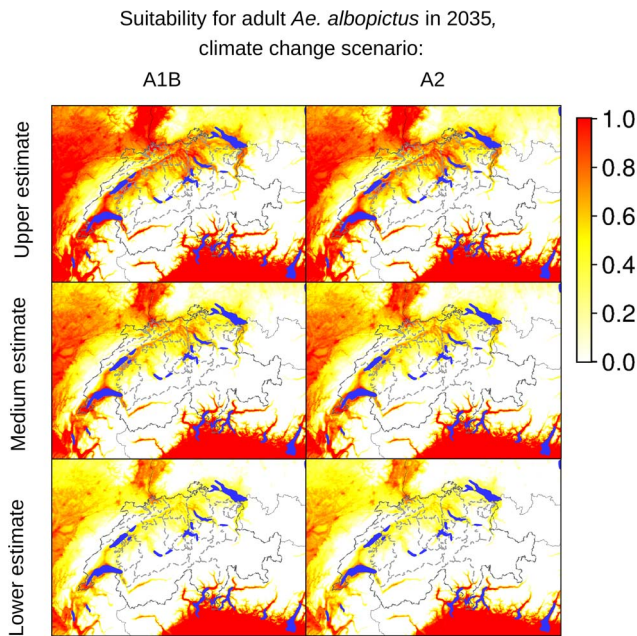 Suitability for adult Ae. albopictus in 2035,
climate change scenario:
A1B
A2
Upper estimate
Medium estimate
Lower estimate
1.0
0.8
0.6
0.4
0.2
0.0